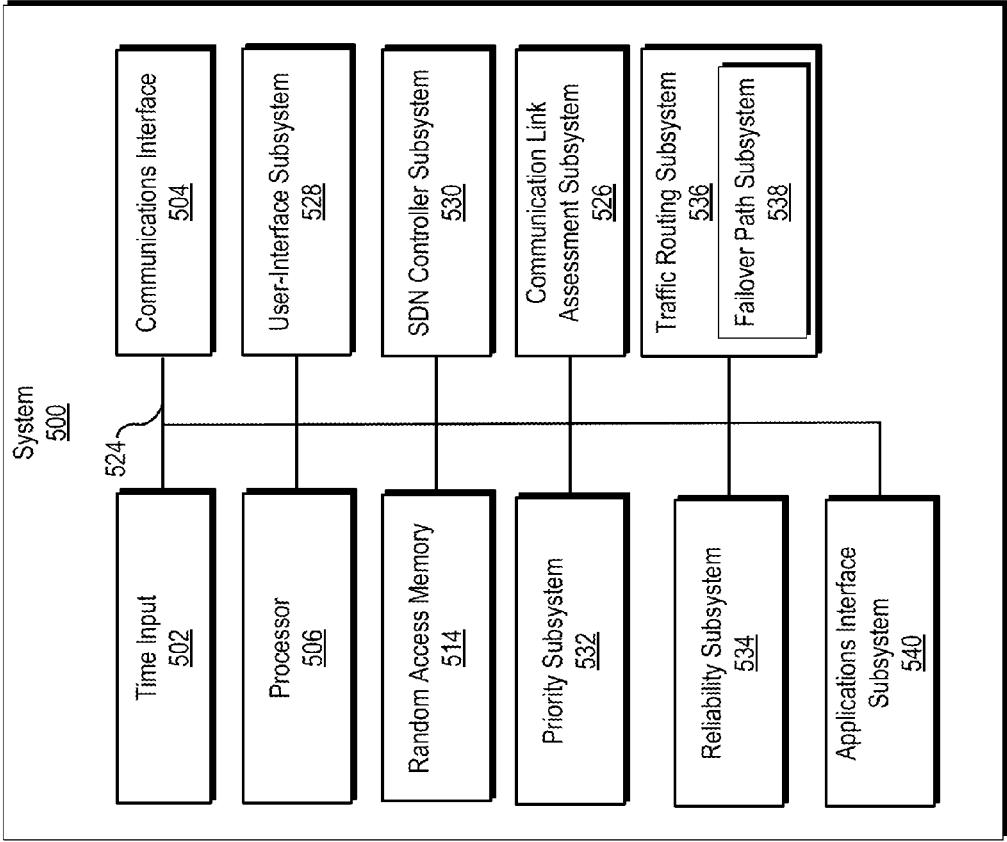 System
500
524
Time Input
502
Communications Interface
504
Processor
506
User-Interface Subsystem
528
Random Access Memory
514
SDN Controller Subsystem
530
Priority Subsystem
532
Communication Link
Assessment Subsystem
526
Reliability Subsystem
534
Traffic Routing Subsystem
536
Failover Path Subsystem
538
Applications Interface
Subsystem
540